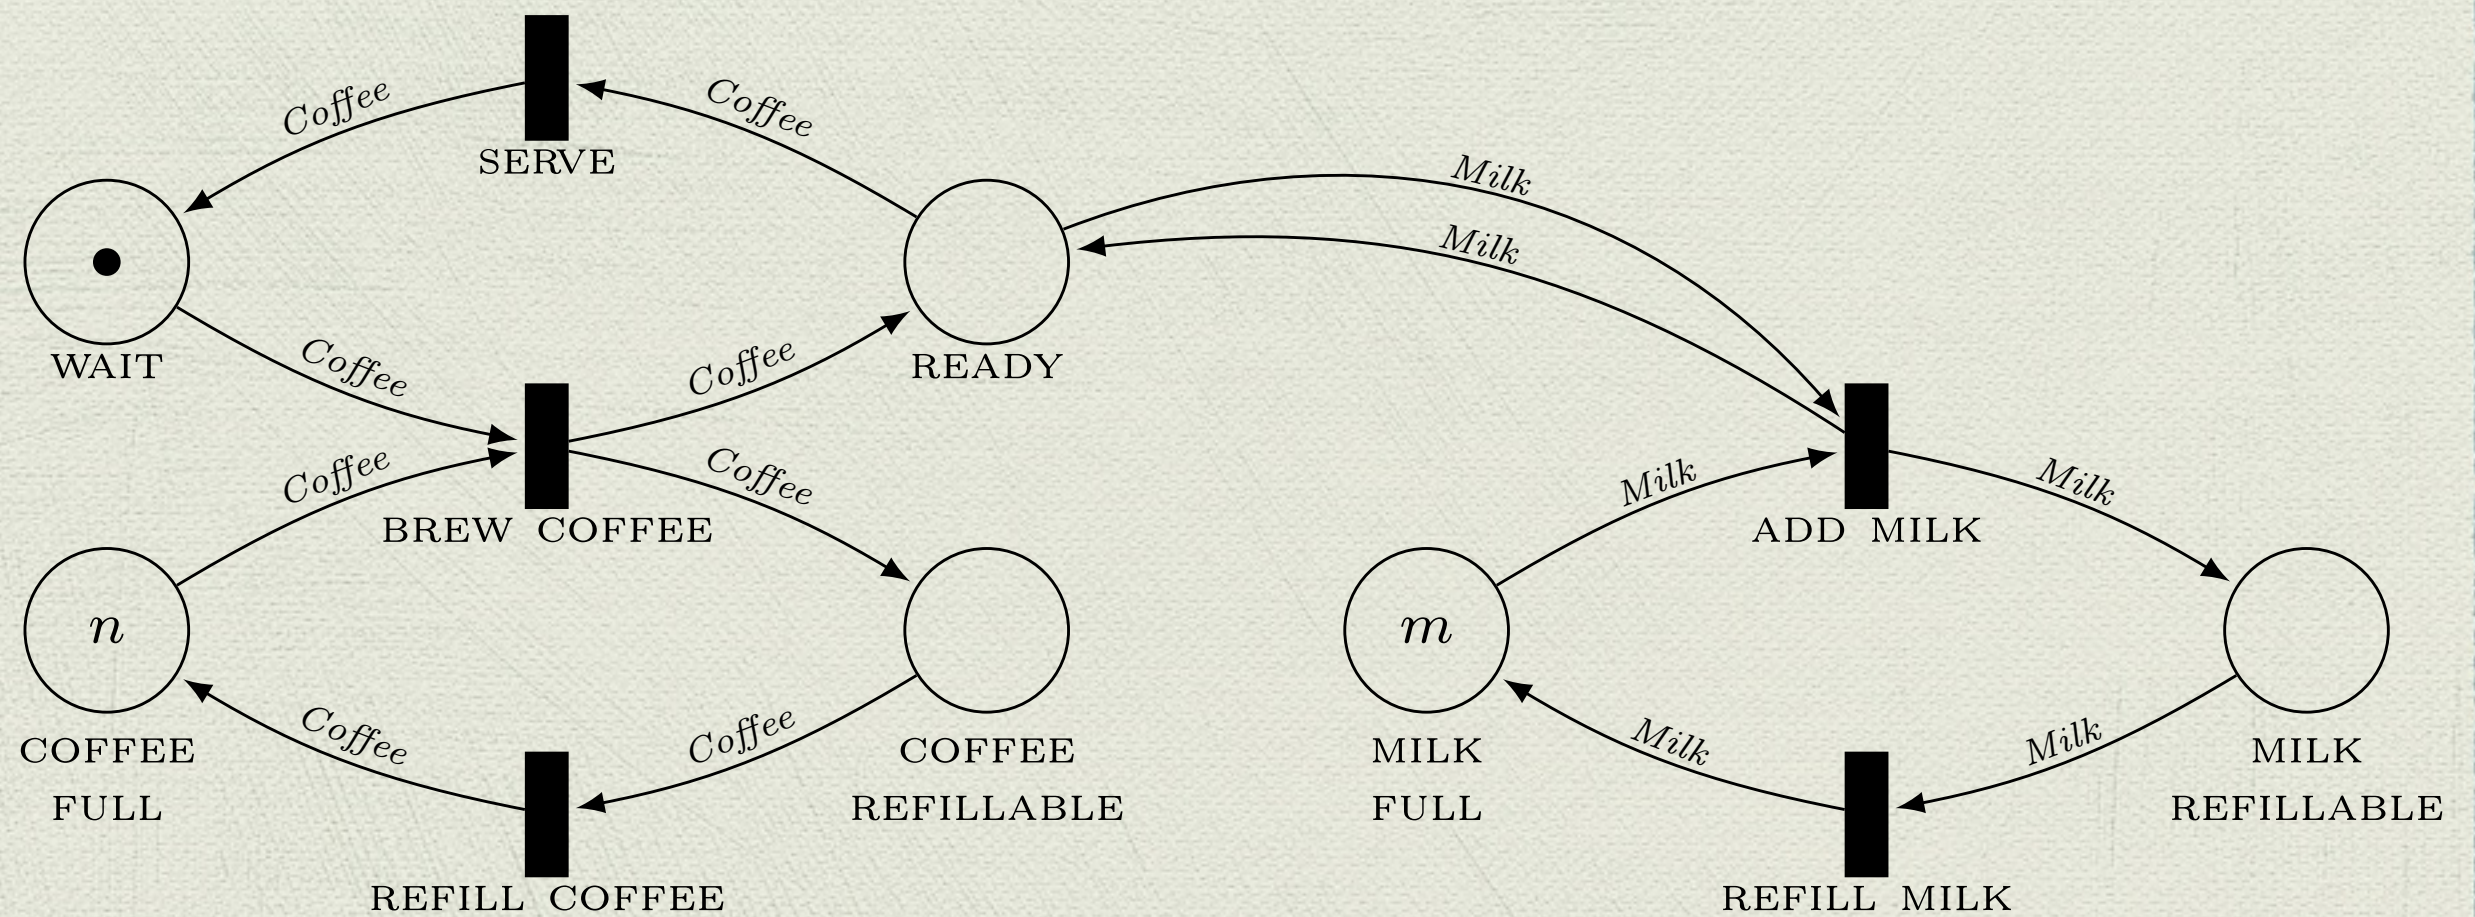 Coffee
Coffee
SERVE
Milk
Milk
WAIT
READY
Coffee
Coffee
Coffee
Coffee
BREW COFFEE
Milk
Milk
ADD MILK
n
m
Coffee
Coffee
Milk
Milk
COFFEE
FULL
COFFEE
REFILLABLE
MILK
FULL
MILK
REFILLABLE
REFILL COFFEE
REFILL MILK